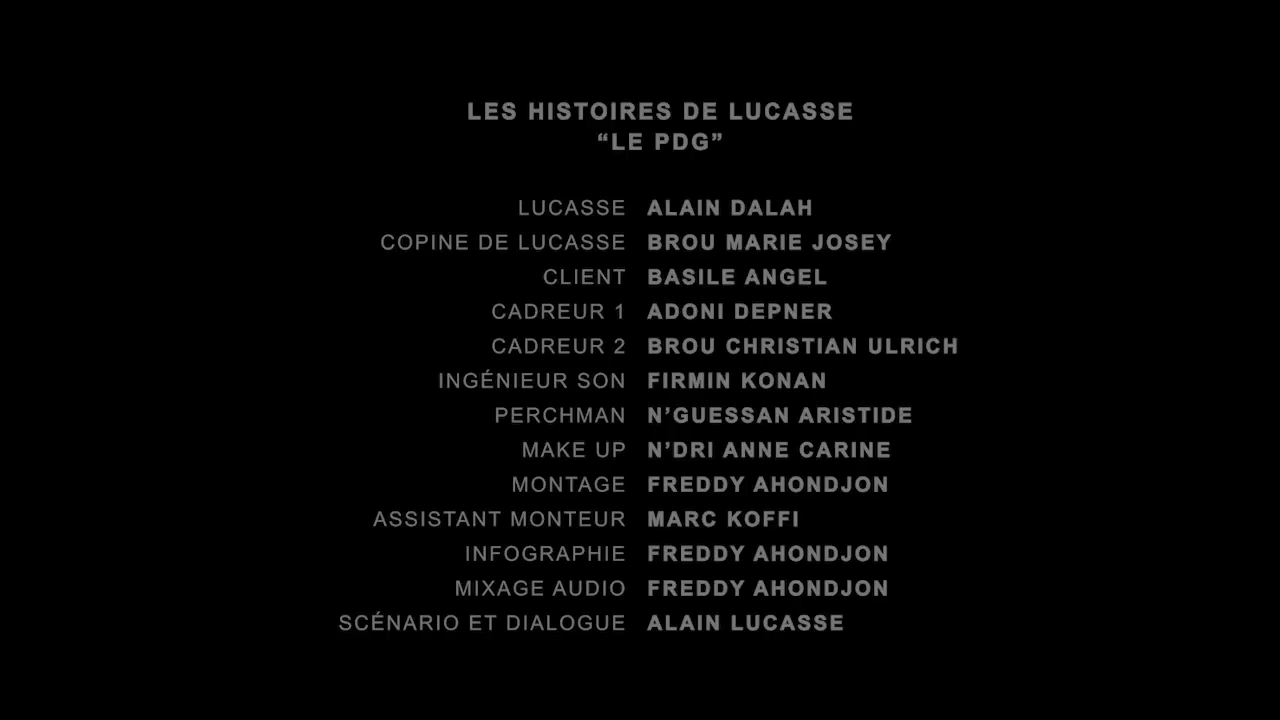 LES HISTOIRES DE LUCASSE
“LE PDG”
LUCASSE ALAIN DALAH
COPINE DE LUCASSE BROU MARIE JOSEY
CLIENT BASILE ANGEL
CADREUR 1 ADONI DEPNER
CADREUR 2 BROU CHRISTIAN ULRICH
INGÉNIEUR SON FIRMIN KONAN
PERCHMAN N’GUESSAN ARISTIDE
MAKE UP N’DRI ANNE CARINE
MONTAGE FREDDY AHONDJON
ASSISTANT MONTEUR MARC KOFFI
INFOGRAPHIE FREDDY AHONDJON
MIXAGE AUDIO FREDDY AHONDJON
SCÉNARIO ET DIALOGUE ALAIN LUCASSE